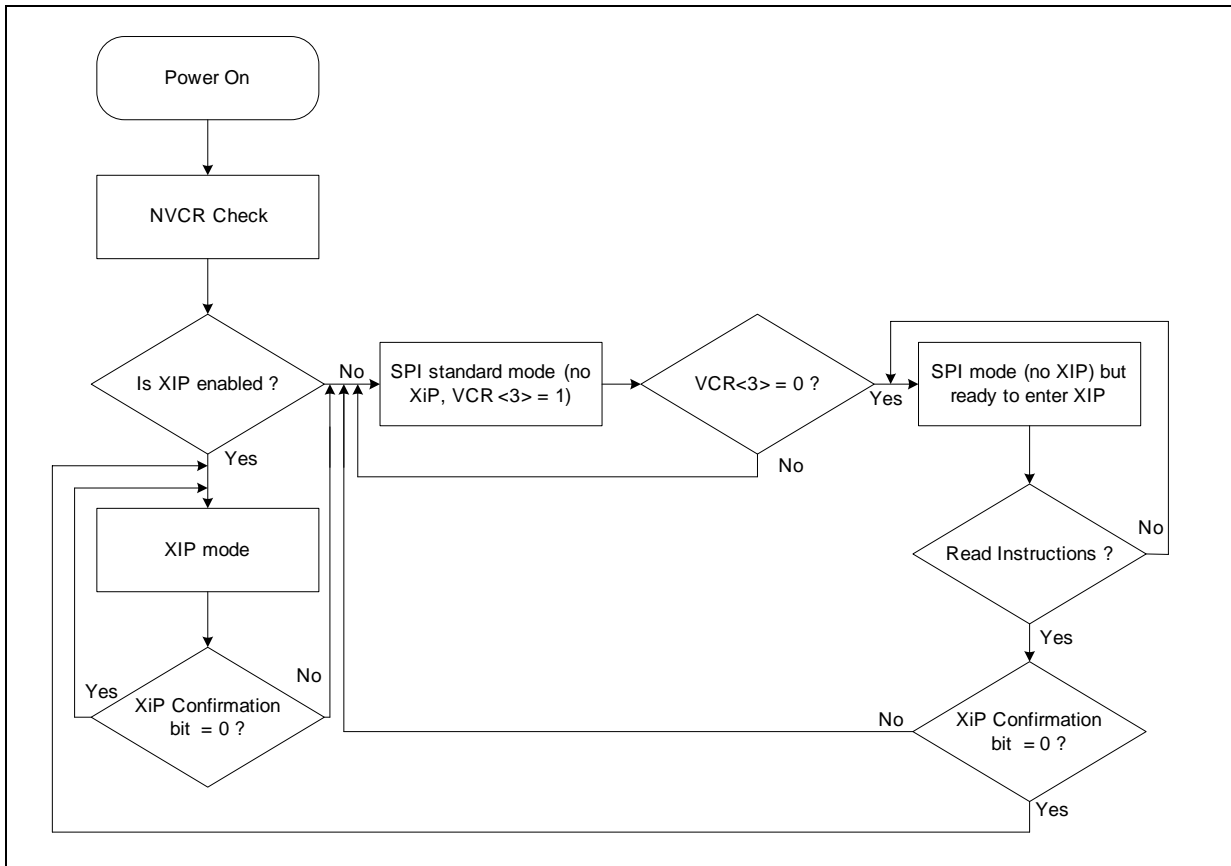 Power On
NVCR Check
Is XIP enabled ?
No
SPI standard mode (no
XiP, VCR <3> = 1)
VCR<3> = 0 ?
Yes
SPI mode (no XIP) but
ready to enter XIP
No
Yes
XIP mode
Read Instructions ?
No
Yes
XiP Confirmation
bit = 0 ?
Yes
No
XiP Confirmation
bit = 0 ?
No
Yes